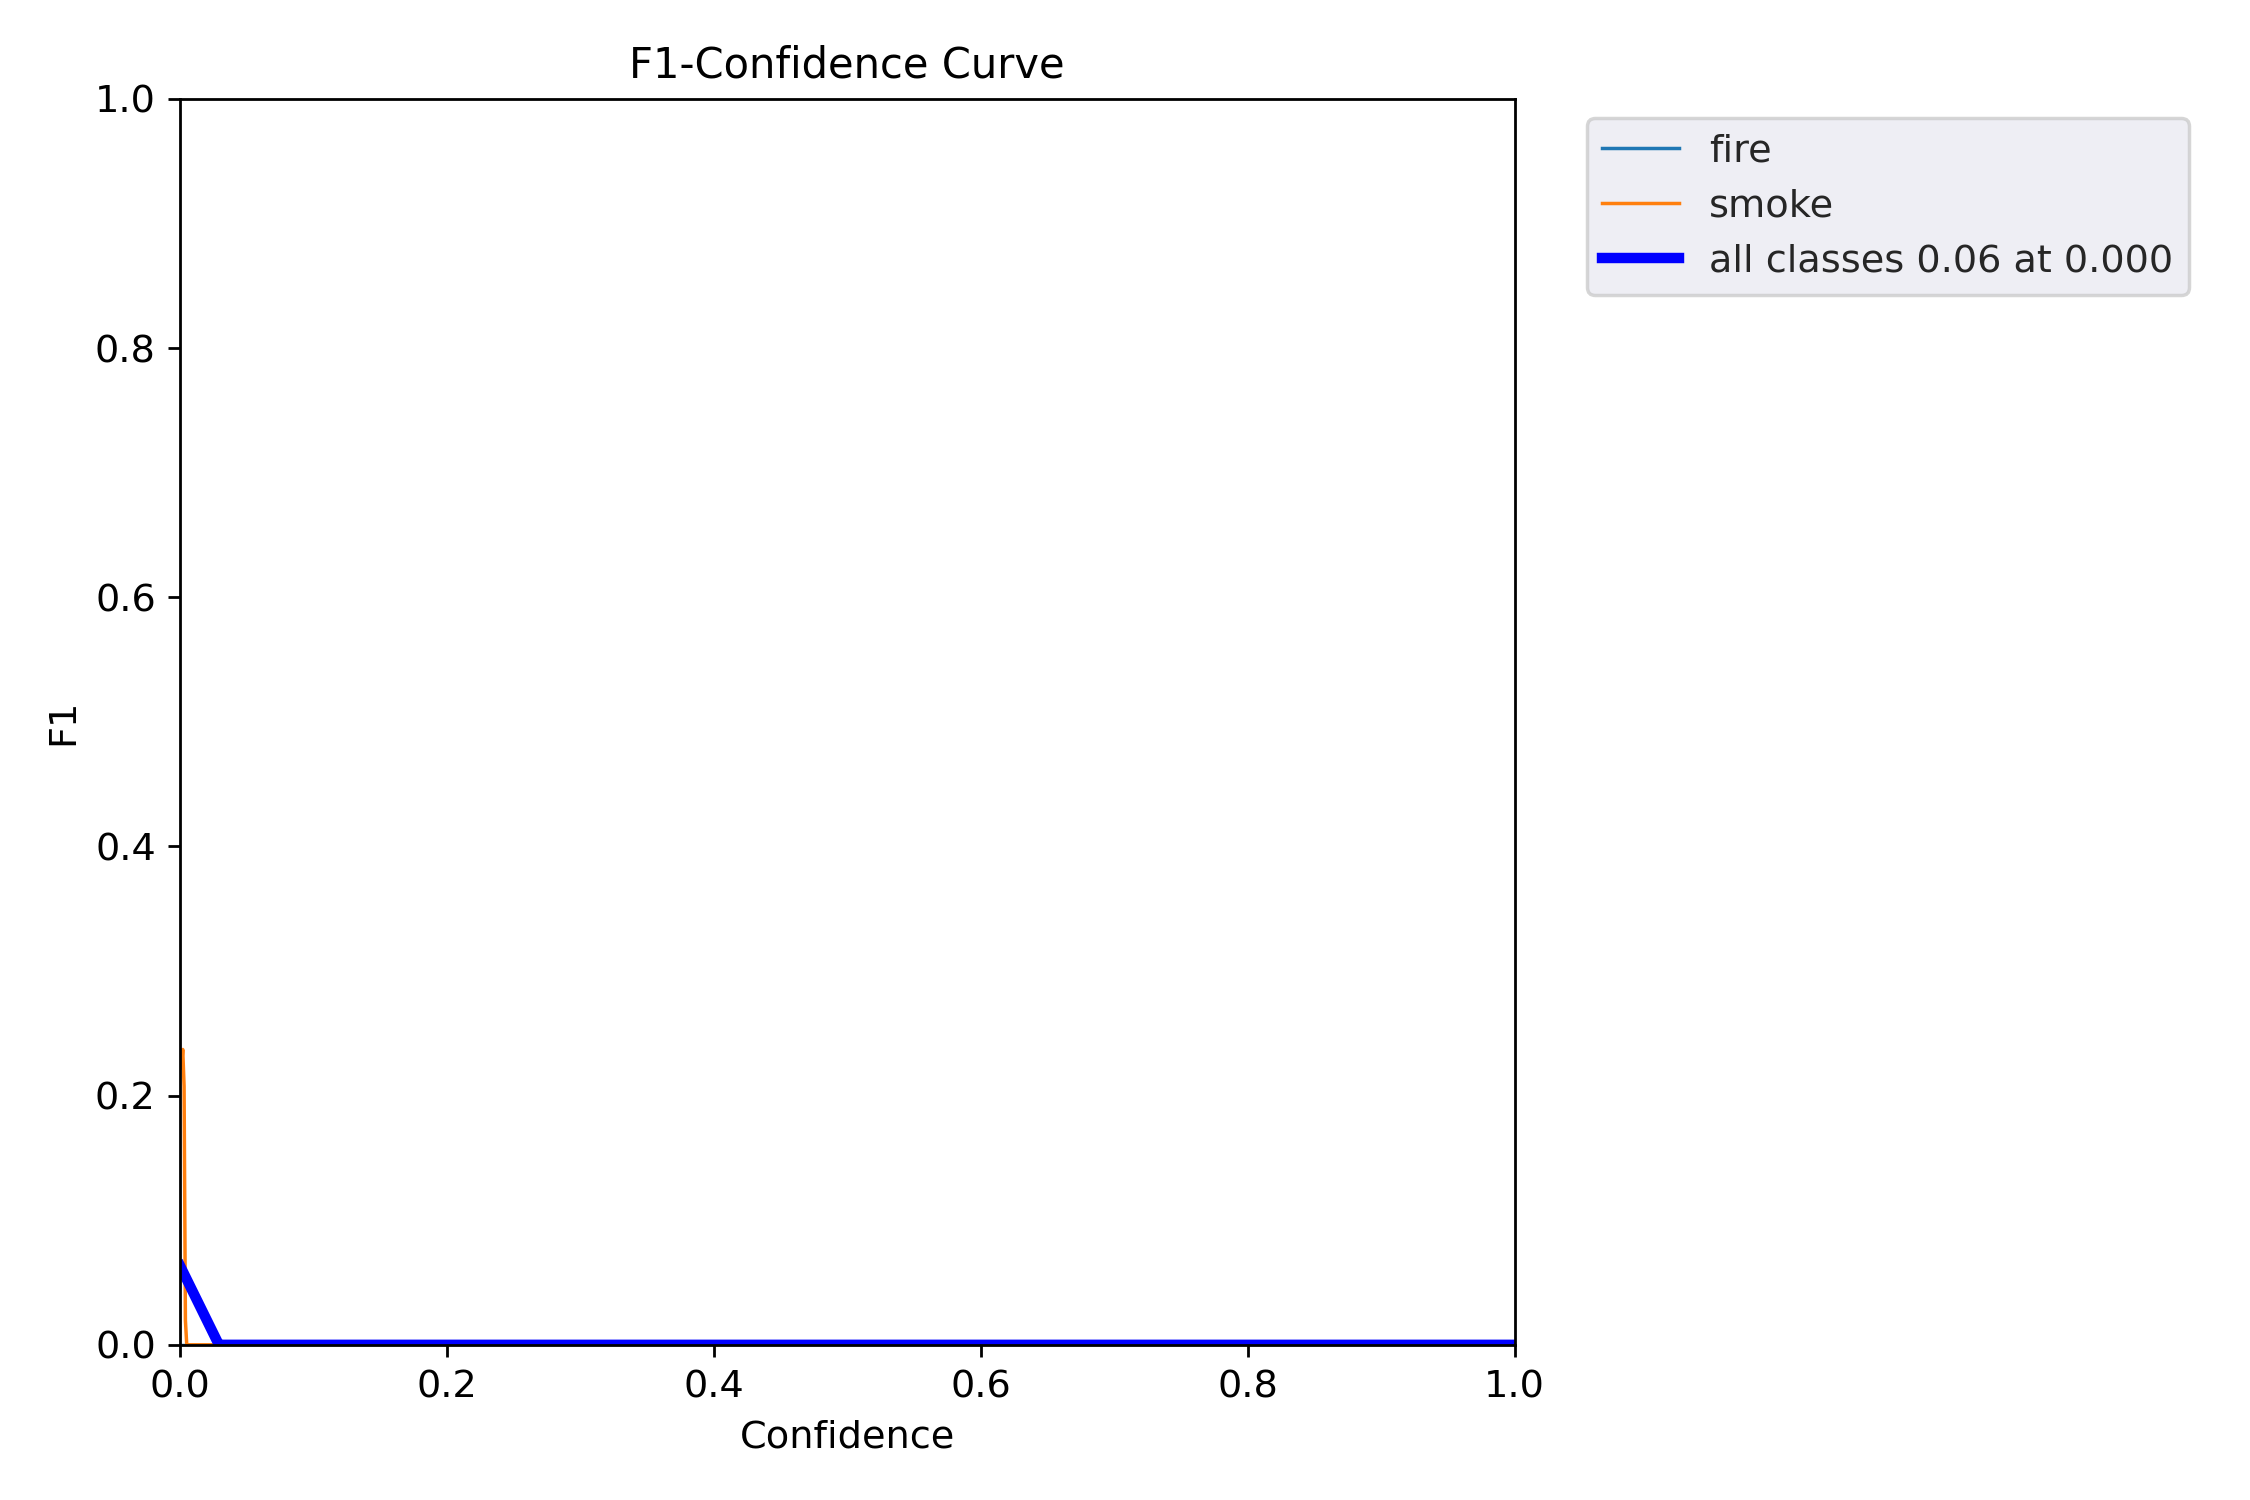 F1-Confidence Curve
1.0
0.8
0.6
0.4
0.2
0.0
F1
0.0 0.2 0.4 0.6 0.8 1.0
Confidence
fire
smoke
all classes 0.06 at 0.000